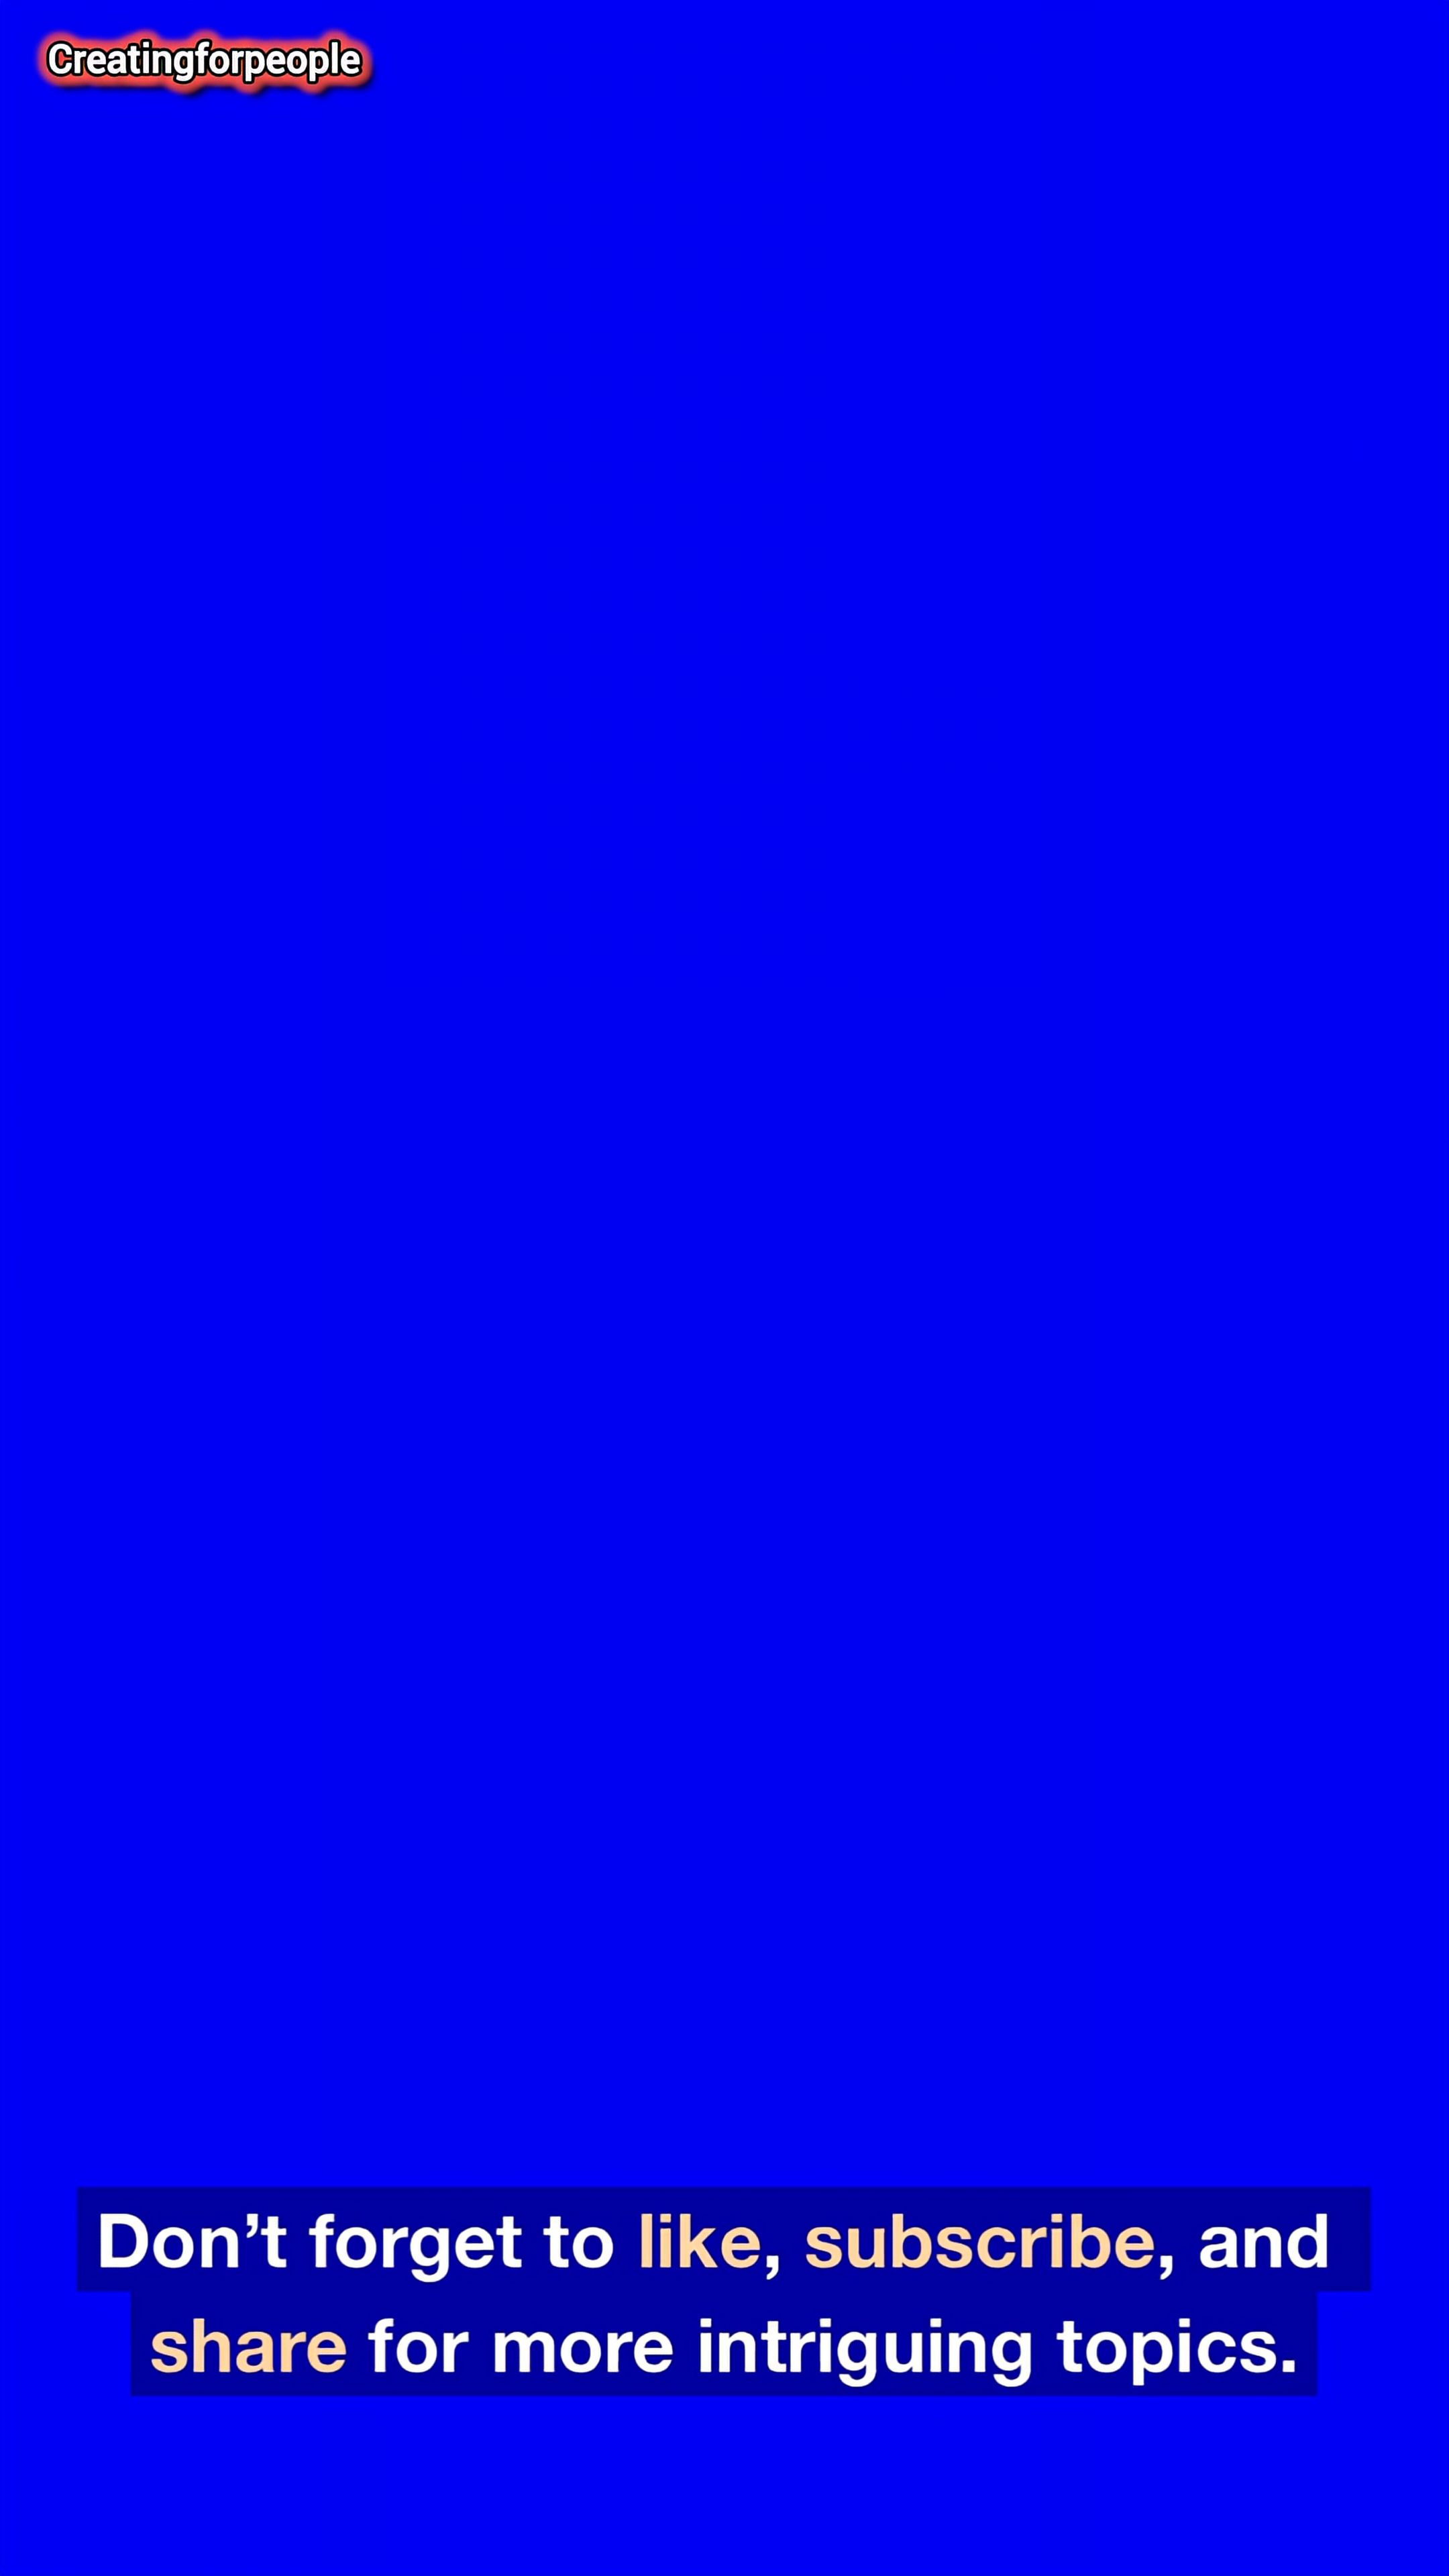 Creatingforpeople
Don’t forget to like, subscribe, and
share for more intriguing topics.